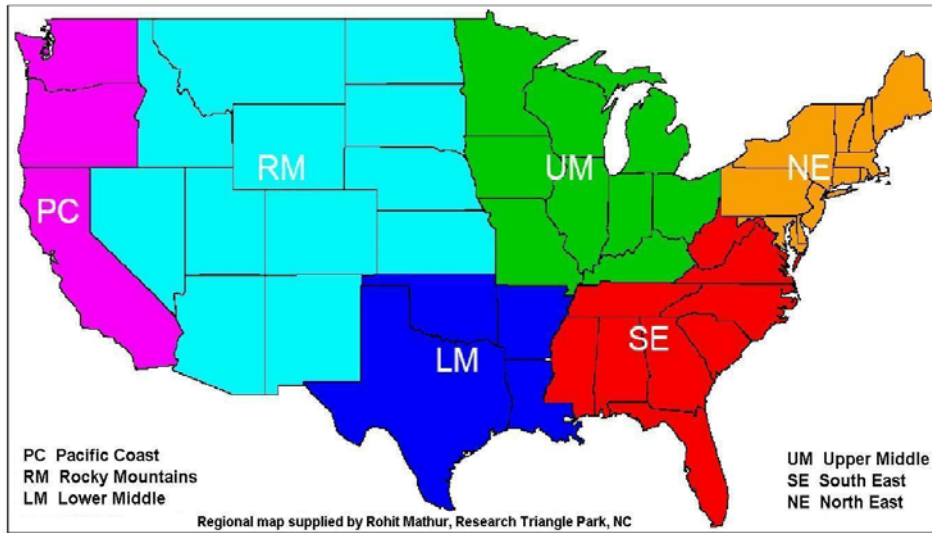 RM
UM
NE
PC
SE
LM
PC Pacific Coast
RM Rocky Mountains
LM Lower Middle
UM Upper Middle
SE South East
NE North East
Regional map supplied by Rohit Mathur, Research Triangle Park, NC